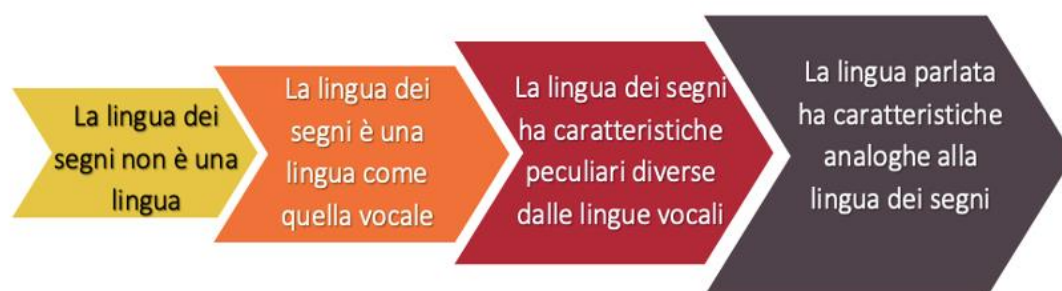 La lingua dei
segni non è una
lingua
La lingua dei
segni è una
lingua come
quella vocale
La lingua dei segni
ha caratteristiche
peculiari diverse
dalle lingue vocali
La lingua parlata
ha caratteristiche
analoghe alla
lingua dei segni